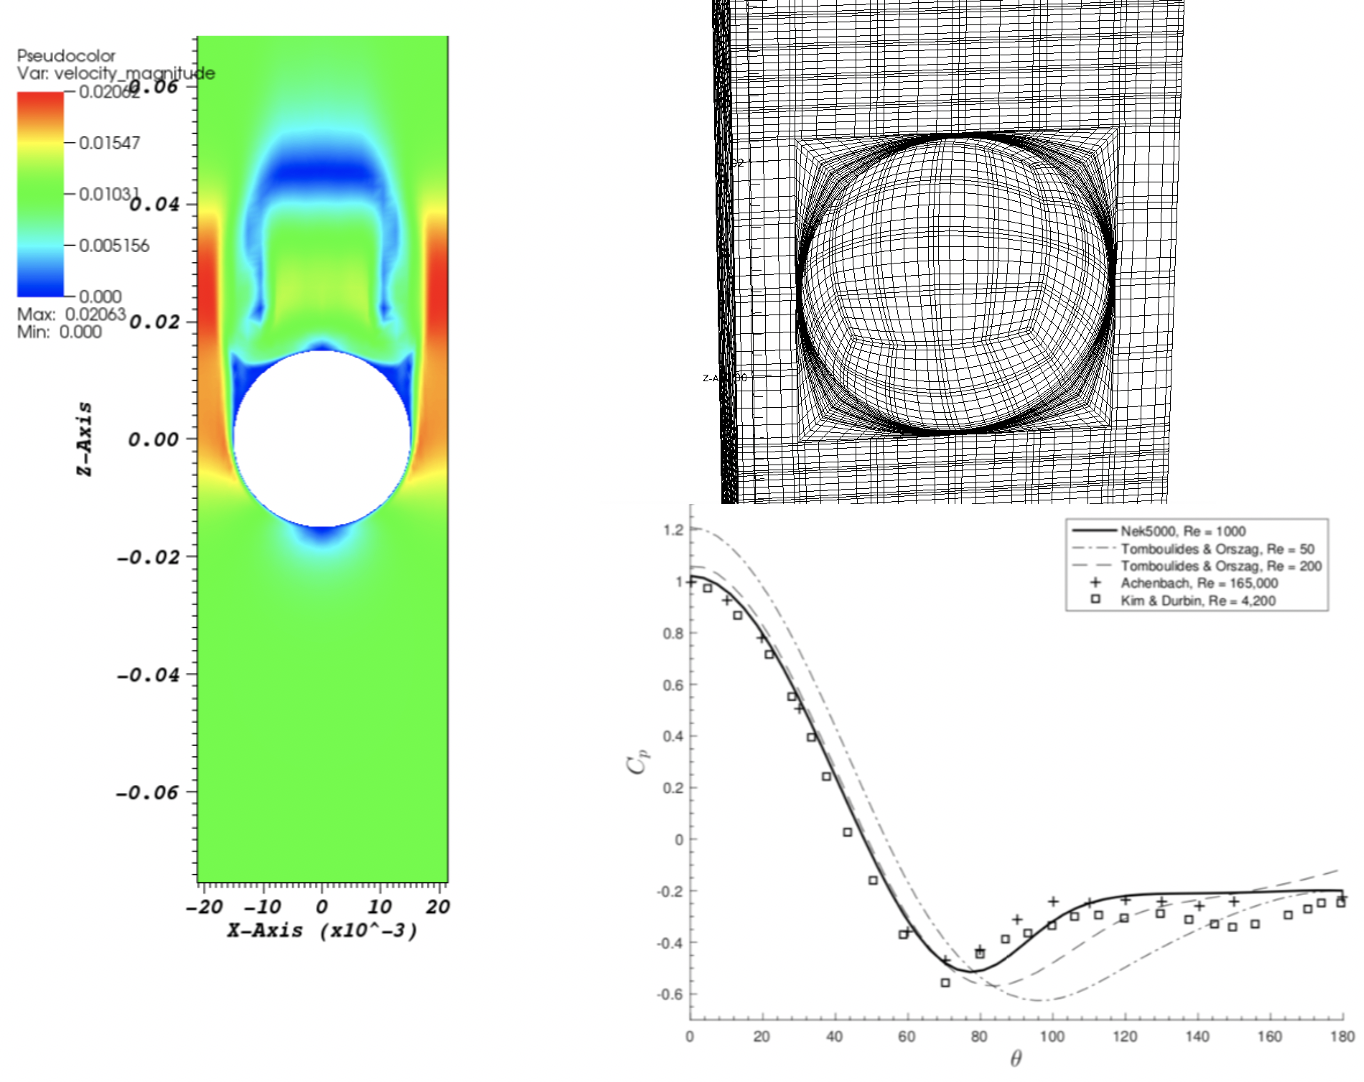 Pseudocolor
Var: velocity_magnitude
0.02062
0.01547
0.01031
0.005156
0.000
Max: 0.02063
Min: 0.000
0.06
0.04
0.02
0.00
-0.02
-0.04
-0.06
Z-Axis
-20 -10 0 10 20
X-Axis (x10^-3)
Nek5000, Re = 1000
Tomboulides & Orszag, Re = 50
Tomboulides & Orszag, Re = 200
Achenbach, Re = 165,000
Kim & Durbin, Re = 4,200
1.2
1
0.8
0.6
0.4
0.2
0
-0.2
-0.4
-0.6
Cp
0 20 40 60 80 100 120 140 160 180
θ